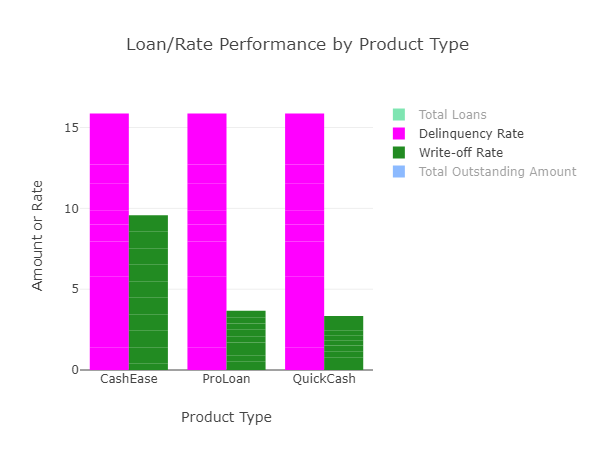 Loan/Rate Performance by Product Type
Total Loans
Delinquency Rate
Write-off Rate
Total Outstanding Amount
Amount or Rate
15
10
5
0
CashEase ProLoan QuickCash
Product Type